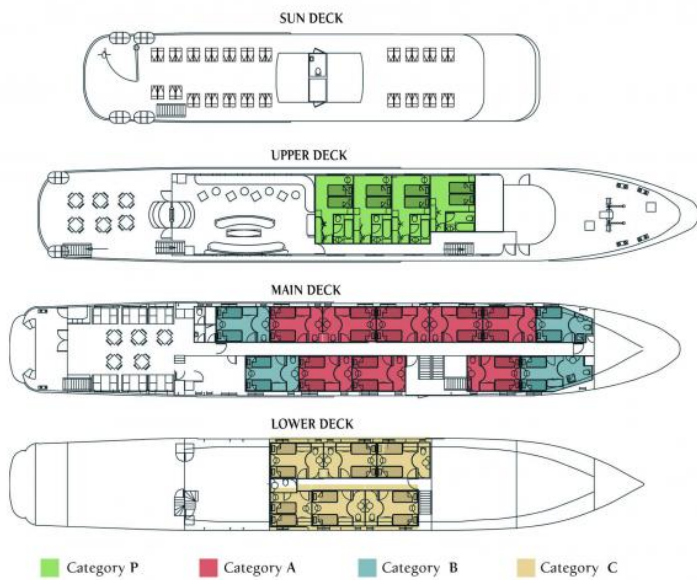 SUN DECK
UPPER DECK
MAIN DECK
LOWER DECK
Category P
Category A
Category B
Category C